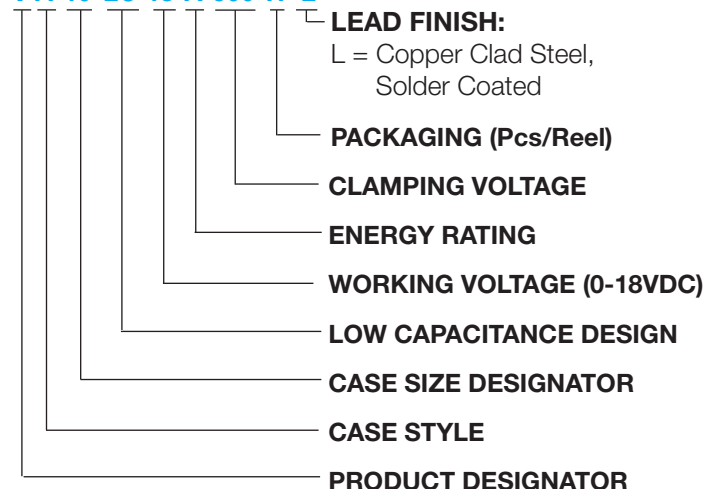 LEAD FINISH:
L = Copper Clad Steel,
Solder Coated
PACKAGING (Pcs/Reel)
CLAMPING VOLTAGE
ENERGY RATING
WORKING VOLTAGE (0-18VDC)
LOW CAPACITANCE DESIGN
CASE SIZE DESIGNATOR
CASE STYLE
PRODUCT DESIGNATOR